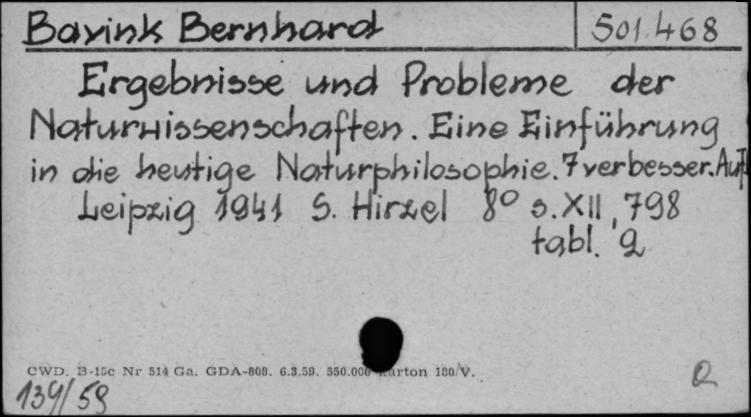 Bavink Bernhard 501.468
Ergebnisse und Probleme der
Naturwissenschaften. Eine Einführung
in die heutige Naturphilosophie. 7 verbesser. Aufl
Leipzig 1941 S. Hirzel 8° s. XII, 798
tabl. 2
CWD. B-15c Nr 514 Ga. GDA-808. 6.3.59. 550.000 Karton 180/V.
139/59